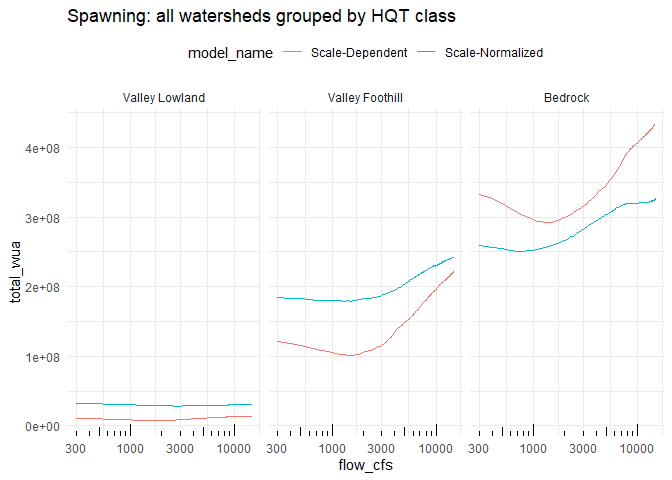 Spawning: all watersheds grouped by HQT class
model_name Scale-Dependent Scale-Normalized
Valley Lowland Valley Foothill Bedrock
total_wua
4e+08
3e+08
2e+08
1e+08
0e+00
300 1000 3000 10000 300 1000 3000 10000 300 1000 3000 10000
flow_cfs